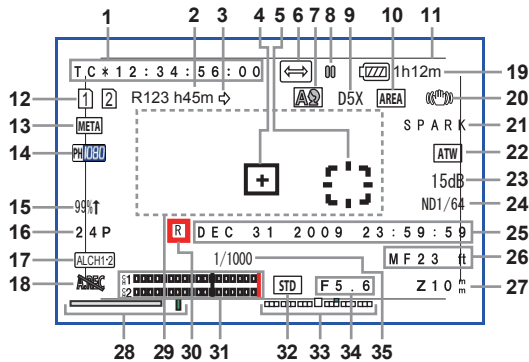 1 2 3 4 5 6 7 8 9 10 11
TC*12:34:56:00 1h12m 19
12 1 2 R123 h45m D5X AREA 20
13 META SPARK 21
14 PH 1080 ATW 22
15dB 23
15 99% ND1/64 24
16 24P R DEC 31 2009 23:59:59 25
17 ALCH1·2 1/1000 MF23 ft 26
18 CH1 STD F5.6 Z10mm 27
2
28 29 30 31 32 33 34 35